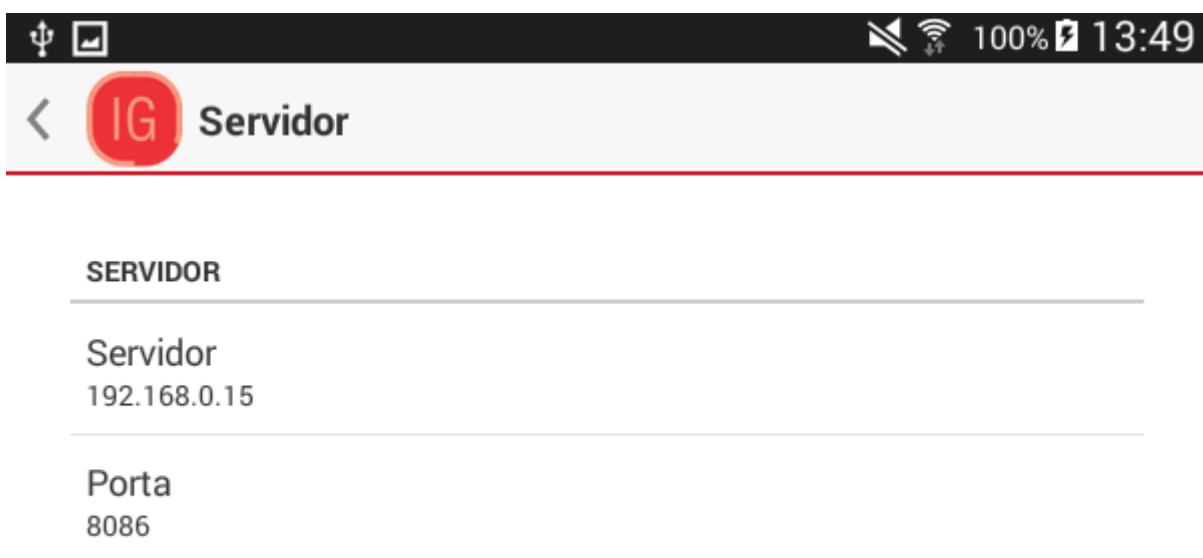 100% 13:49
IG Servidor
SERVIDOR
Servidor
192.168.0.15
Porta
8086